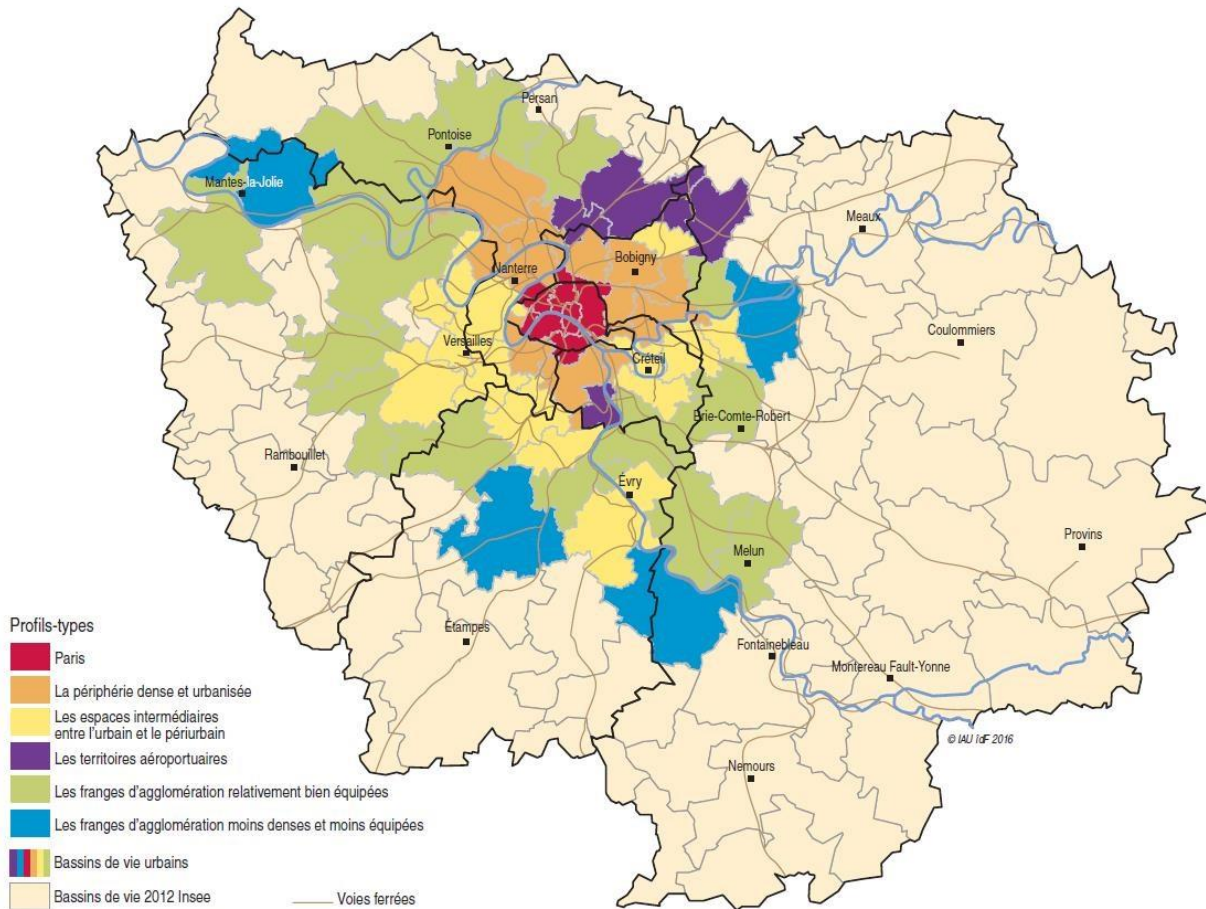 Persan
Pontoise
Mantes-la-Jolie
Meaux
Nanterre
Bobigny
Coulommiers
Versailles
Créteil
Brie-Comte-Robert
Rambouillet
Évry
Provins
Melun
Étampes
Fontainebleau
Montereau Fault-Yonne
© IAU îdF 2016
Nemours
Profils-types
Paris
La périphérie dense et urbanisée
Les espaces intermédiaires
entre l'urbain et le périurbain
Les territoires aéroportuaires
Les franges d'agglomération relativement bien équipées
Les franges d'agglomération moins denses et moins équipées
Bassins de vie urbains
Bassins de vie 2012 Insee
Voies ferrées